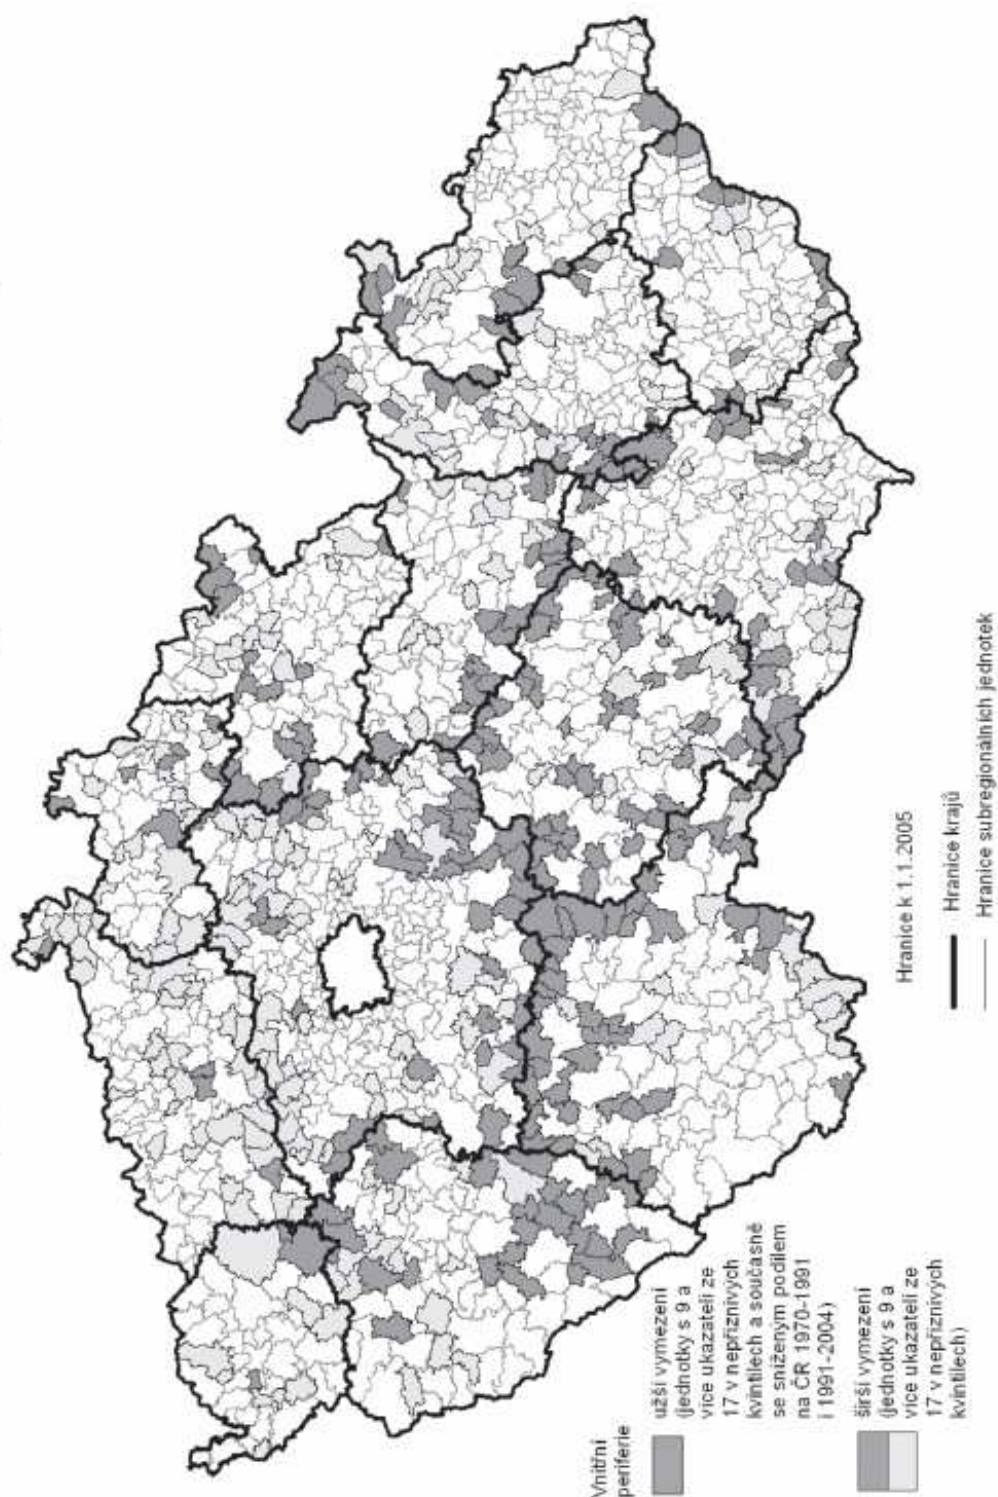 Vnitřní
periferie
užší vymezení
(jednotky s 9 a
více ukazateli ze
17 v nepříznivých
kvintilech a současně
se sníženým podílem
na ČR 1970-1991
i 1991-2004)
širší vymezení
(jednotky s 9 a
více ukazateli ze
17 v nepříznivých
kvintilech)
Hranice k 1.1.2005
Hranice krajů
Hranice subregionálních jednotek